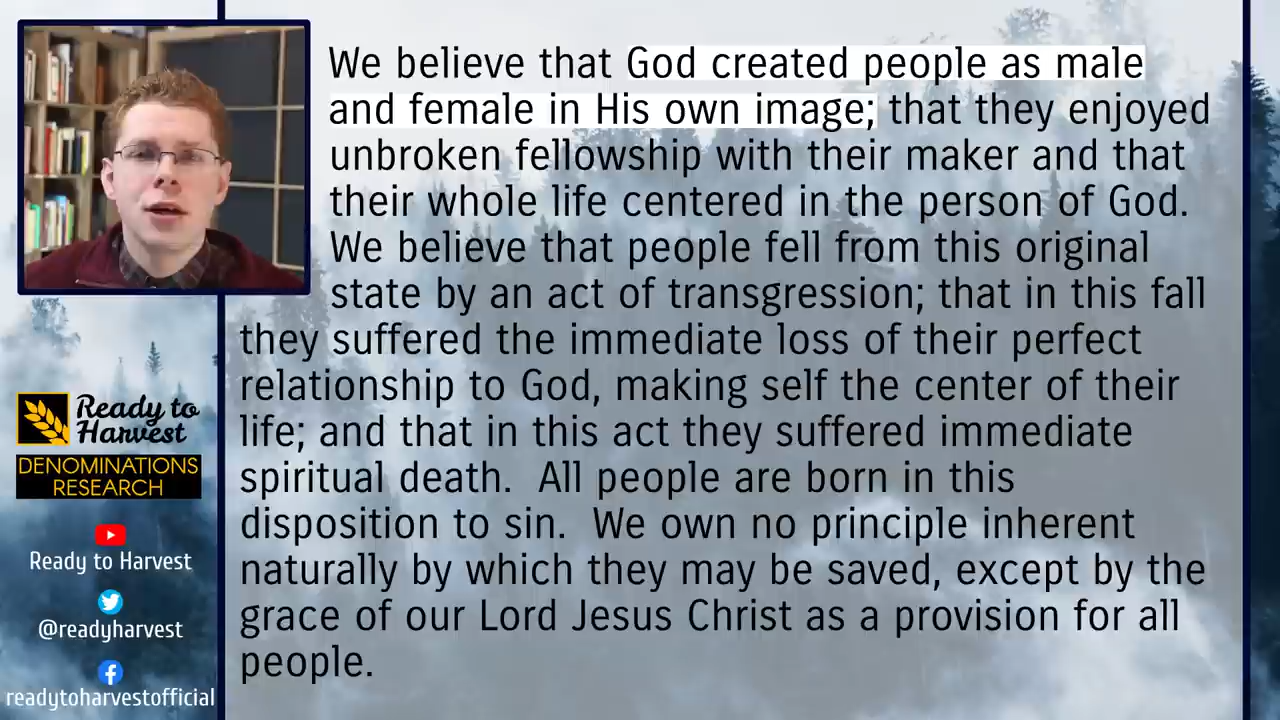 We believe that God created people as male
and female in His own image; that they enjoyed
unbroken fellowship with their maker and that
their whole life centered in the person of God.
We believe that people fell from this original
state by an act of transgression; that in this fall
they suffered the immediate loss of their perfect
relationship to God, making self the center of their
life; and that in this act they suffered immediate
spiritual death.  All people are born in this
disposition to sin.  We own no principle inherent
naturally by which they may be saved, except by the
grace of our Lord Jesus Christ as a provision for all
people.
Ready to
Harvest
DENOMINATIONS
RESEARCH
Ready to Harvest
@readyharvest
readytoharvestofficial